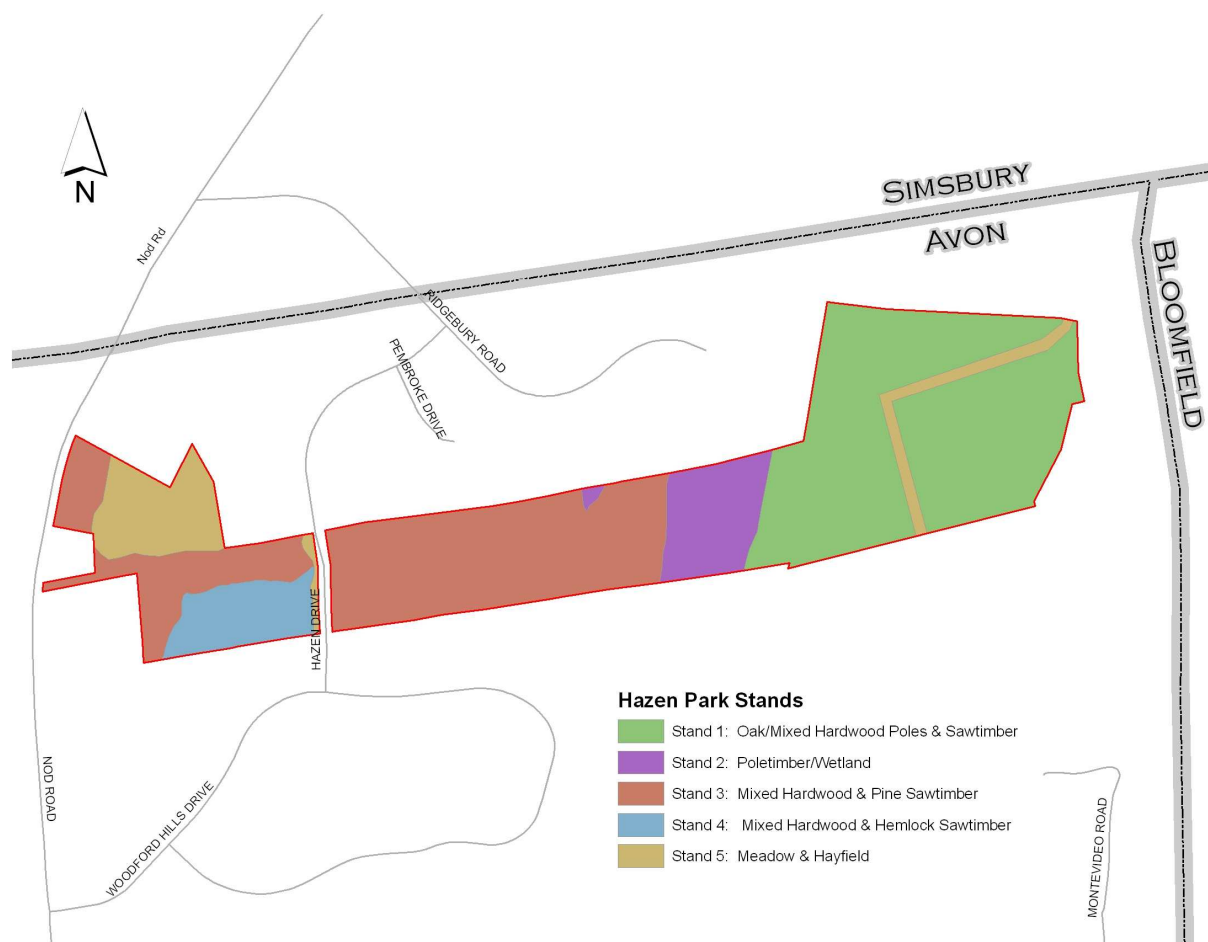 SIMSBURY
AVON
BLOOMFIELD
N
Nod Rd
RIDGEBURY ROAD
PEMBROKE DRIVE
HAZEN DRIVE
NOD ROAD
WOODFORD HILLS DRIVE
MONTEVIDEO ROAD
Hazen Park Stands
Stand 1: Oak/Mixed Hardwood Poles & Sawtimber
Stand 2: Poletimber/Wetland
Stand 3: Mixed Hardwood & Pine Sawtimber
Stand 4: Mixed Hardwood & Hemlock Sawtimber
Stand 5: Meadow & Hayfield